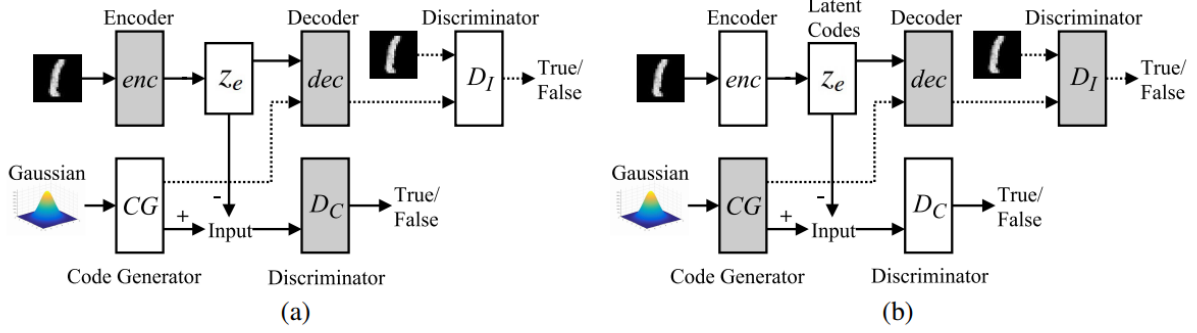 Encoder
Decoder
Discriminator
enc
-
z_e
dec
D_I
True/
False
Gaussian
CG
+
-
Input
D_C
True/
False
Code Generator
Discriminator
(a)
Encoder
Latent
Codes
Decoder
Discriminator
enc
-
z_e
dec
D_I
True/
False
Gaussian
CG
+
-
Input
D_C
True/
False
Code Generator
Discriminator
(b)